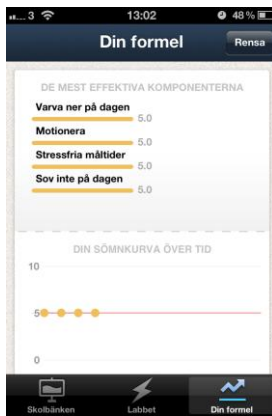 ...3 13:02 48 %
Din formel Rensa
DE MEST EFFEKTIVA KOMPONENTERNA
Varva ner på dagen
5.0
Motionera
5.0
Stressfria måltider
5.0
Sov inte på dagen
5.0
DIN SÖMNKURVA ÖVER TID
10
5
0
Skolbänken Labbet Din formel